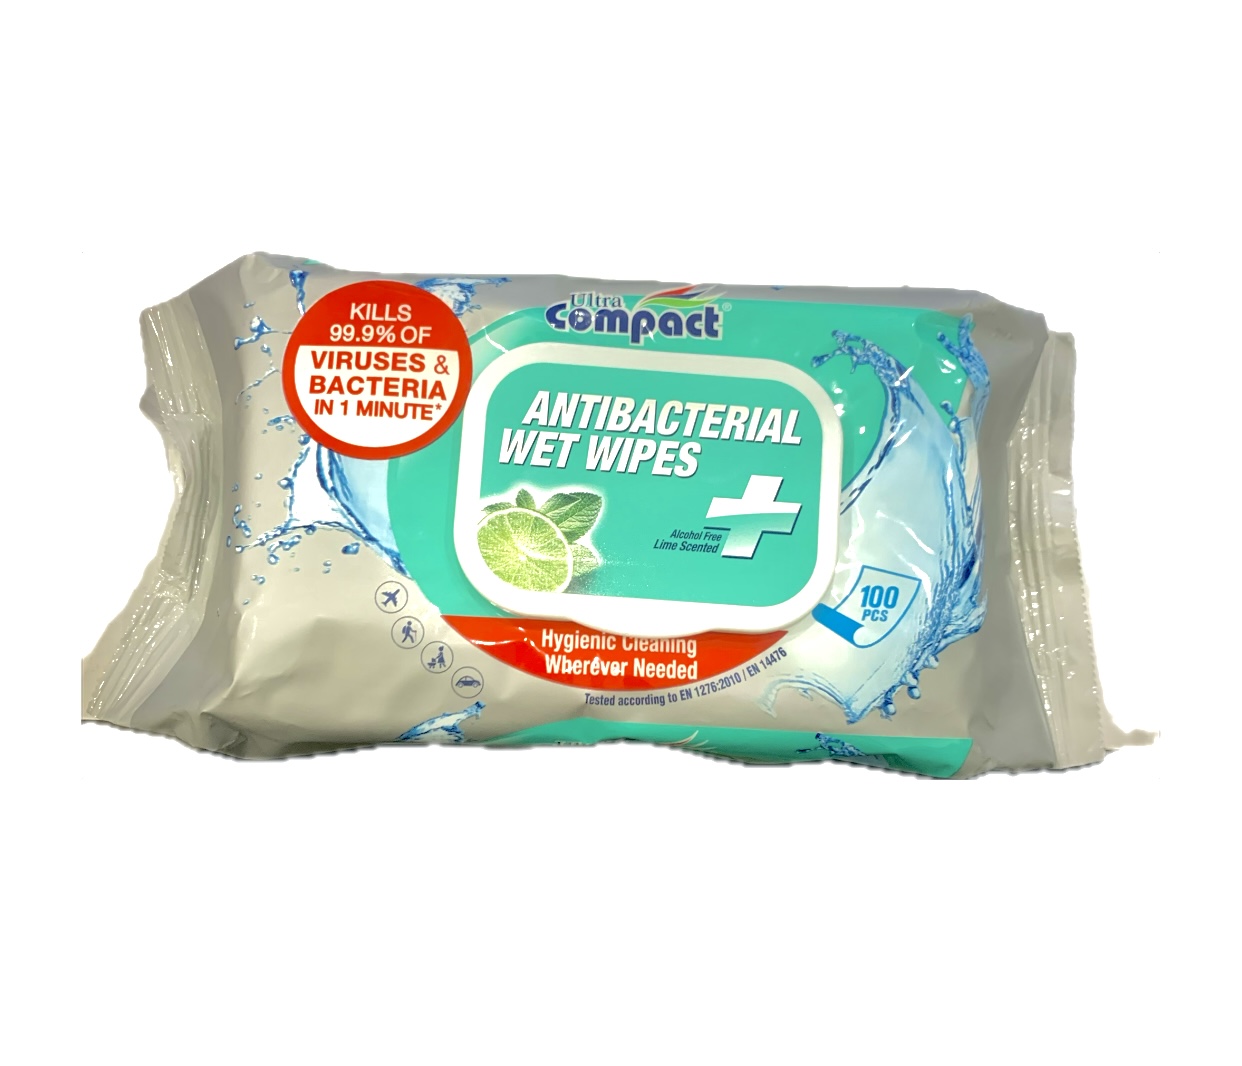 KILLS
99.9% OF
VIRUSES &
BACTERIA
IN 1 MINUTE*
Ultra
Compact®
ANTIBACTERIAL
WET WIPES
Alcohol Free
Lime Scented
100
PCS
Hygienic Cleaning
Wherever Needed
Tested according to EN 1276:2010 / EN 14476